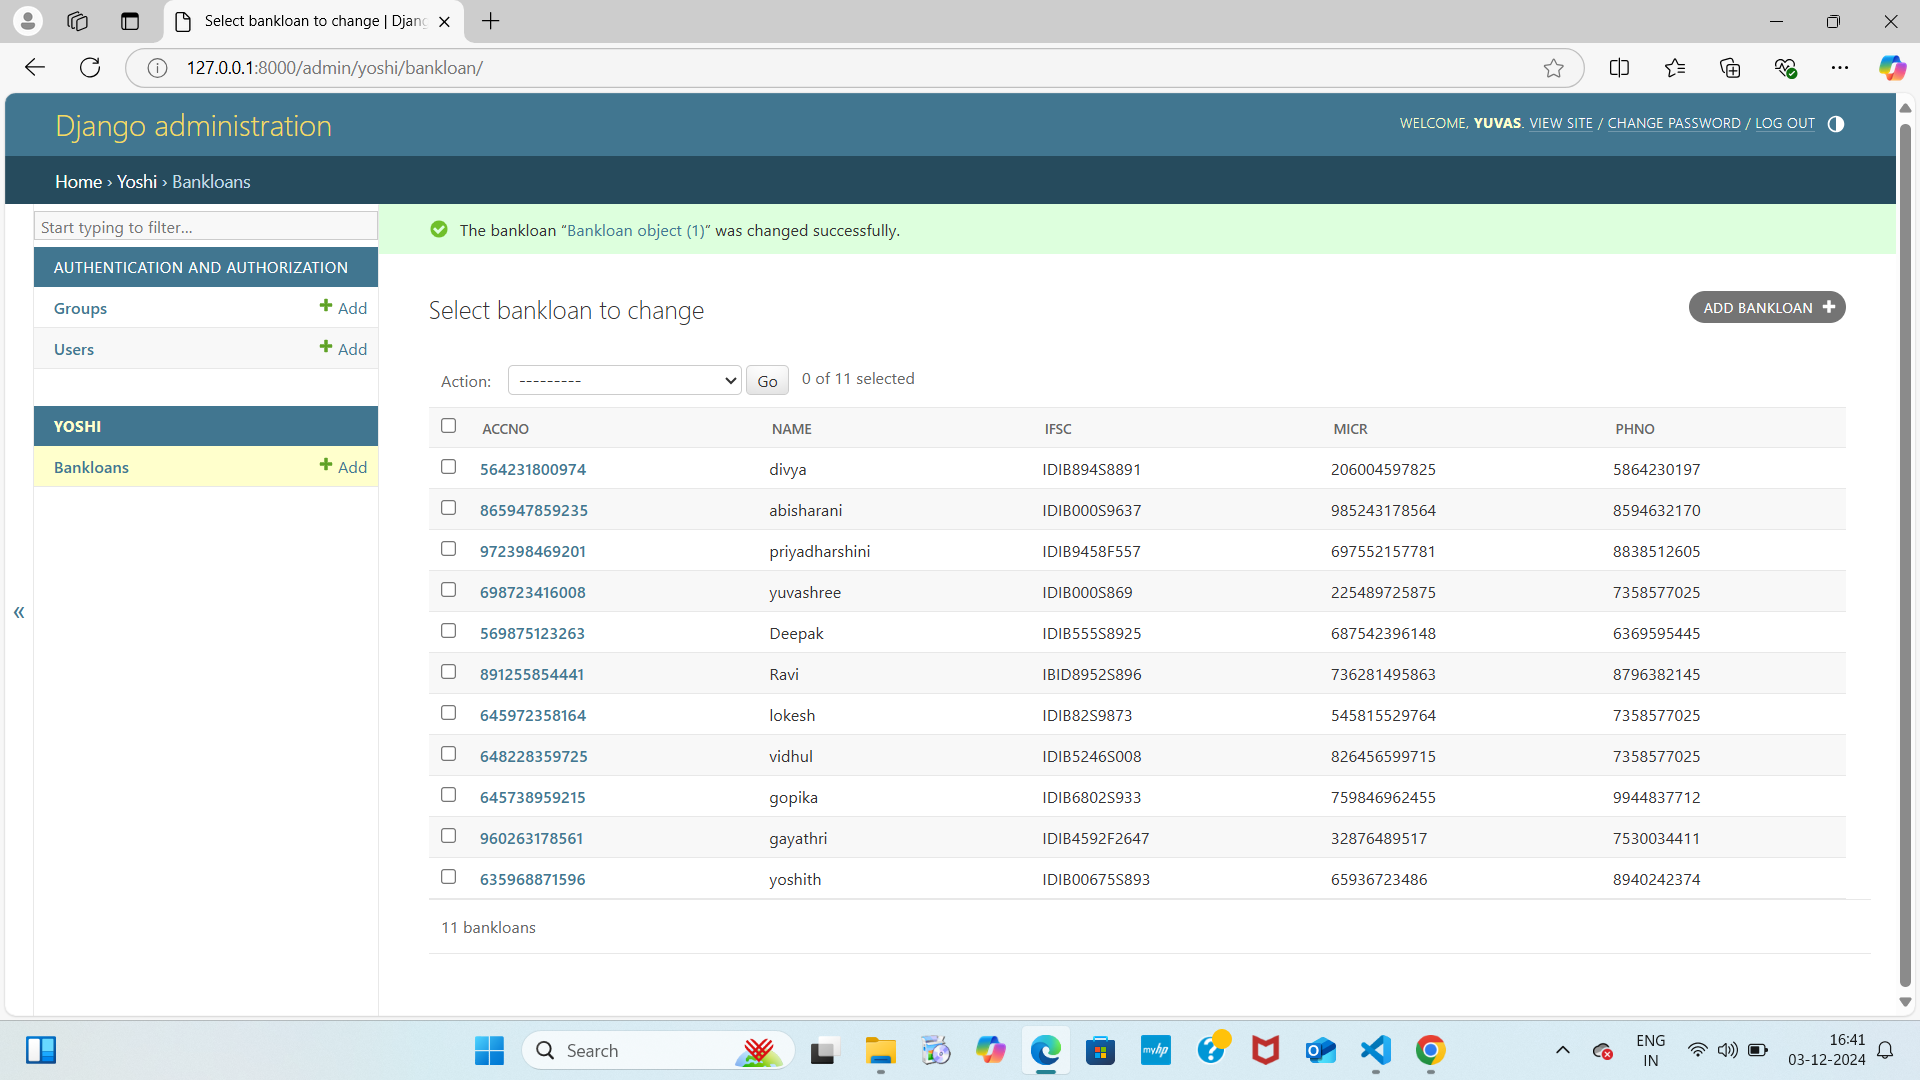 Select bankloan to change | Djang
127.0.0.1:8000/admin/yoshi/bankloan/
Django administration
WELCOME, YUVAS. VIEW SITE / CHANGE PASSWORD / LOG OUT
Home › Yoshi › Bankloans
Start typing to filter...
AUTHENTICATION AND AUTHORIZATION
Groups Add
Users Add
YOSHI
Bankloans Add
«
The bankloan “Bankloan object (1)” was changed successfully.
Select bankloan to change
ADD BANKLOAN
Action: --------- Go 0 of 11 selected
ACCNO NAME IFSC MICR PHNO
564231800974 divya IDIB894S8891 206004597825 5864230197
865947859235 abisharani IDIB000S9637 985243178564 8594632170
972398469201 priyadharshini IDIB9458F557 697552157781 8838512605
698723416008 yuvashree IDIB000S869 225489725875 7358577025
569875123263 Deepak IDIB555S8925 687542396148 6369595445
891255854441 Ravi IBID8952S896 736281495863 8796382145
645972358164 lokesh IDIB82S9873 545815529764 7358577025
648228359725 vidhul IDIB5246S008 826456599715 7358577025
645738959215 gopika IDIB6802S933 759846962455 9944837712
960263178561 gayathri IDIB4592F2647 32876489517 7530034411
635968871596 yoshith IDIB00675S893 65936723486 8940242374
11 bankloans
Search
myhp
ENG
IN
16:41
03-12-2024